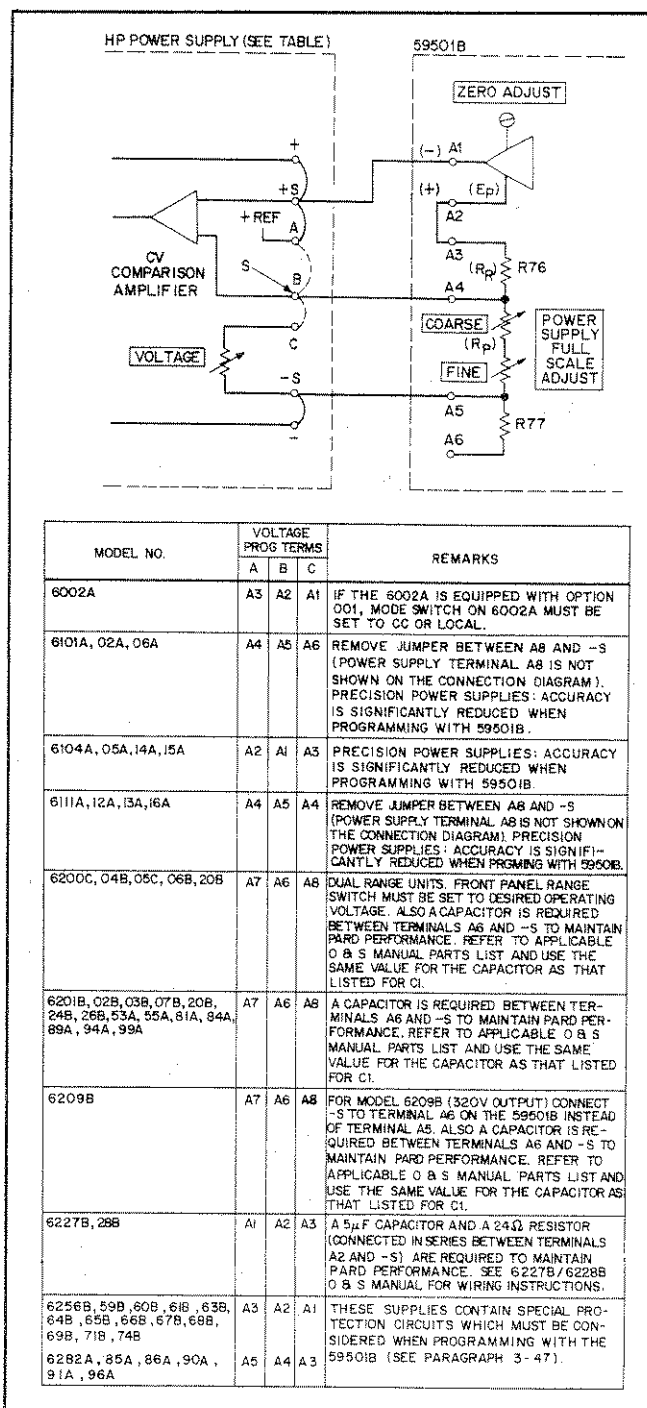 HP POWER SUPPLY (SEE TABLE)
59501B
ZERO ADJUST
+
(-) A1
+S
(+) (Ep)
A2
+REF
A
A3
CV
COMPARISON
AMPLIFIER
S
B
(Rp) R76
A4
COARSE
POWER
SUPPLY
FULL
SCALE
ADJUST
C
(Rp)
VOLTAGE
FINE
-S
A5
R77
-
A6
MODEL NO.
VOLTAGE
PROG TERMS
REMARKS
A B C
6002A
A3 A2 A1
IF THE 6002A IS EQUIPPED WITH OPTION
001, MODE SWITCH ON 6002A MUST BE
SET TO CC OR LOCAL.
6101A, 02A, 06A
A4 A5 A6
REMOVE JUMPER BETWEEN A8 AND -S
(POWER SUPPLY TERMINAL A8 IS NOT
SHOWN ON THE CONNECTION DIAGRAM).
PRECISION POWER SUPPLIES: ACCURACY
IS SIGNIFICANTLY REDUCED WHEN
PROGRAMMING WITH 59501B.
6104A, 05A, 14A, 15A
A2 A1 A3
PRECISION POWER SUPPLIES: ACCURACY
IS SIGNIFICANTLY REDUCED WHEN
PROGRAMMING WITH 59501B.
6111A, 12A, 13A, 16A
A4 A5 A4
REMOVE JUMPER BETWEEN A8 AND -S
(POWER SUPPLY TERMINAL A8 IS NOT SHOWN ON
THE CONNECTION DIAGRAM). PRECISION
POWER SUPPLIES: ACCURACY IS SIGNIFI-
CANTLY REDUCED WHEN PRGMING WITH 59501B.
6200C, 04B, 05C, 06B, 20B
A7 A6 A8
DUAL RANGE UNITS. FRONT PANEL RANGE
SWITCH MUST BE SET TO DESIRED OPERATING
VOLTAGE. ALSO A CAPACITOR IS REQUIRED
BETWEEN TERMINALS A6 AND -S TO MAINTAIN
PARD PERFORMANCE. REFER TO APPLICABLE
O & S MANUAL PARTS LIST AND USE THE
SAME VALUE FOR THE CAPACITOR AS THAT
LISTED FOR C1.
6201B, 02B, 03B, 07B, 20B,
24B, 26B, 53A, 55A, 81A, 84A,
89A, 94A, 99A
A7 A6 A8
A CAPACITOR IS REQUIRED BETWEEN TER-
MINALS A6 AND -S TO MAINTAIN PARD PER-
FORMANCE. REFER TO APPLICABLE O & S
MANUAL PARTS LIST AND USE THE SAME
VALUE FOR THE CAPACITOR AS THAT LISTED
FOR C1.
6209B
A7 A6 A8
FOR MODEL 6209B (320V OUTPUT) CONNECT
-S TO TERMINAL A6 ON THE 59501B INSTEAD
OF TERMINAL A5. ALSO A CAPACITOR IS RE-
QUIRED BETWEEN TERMINALS A6 AND -S TO
MAINTAIN PARD PERFORMANCE. REFER TO
APPLICABLE O & S MANUAL PARTS LIST AND
USE THE SAME VALUE FOR THE CAPACITOR AS
THAT LISTED FOR C1.
6227B, 28B
A1 A2 A3
A 5μF CAPACITOR AND A 24Ω RESISTOR
(CONNECTED IN SERIES BETWEEN TERMINALS
A2 AND -S) ARE REQUIRED TO MAINTAIN
PARD PERFORMANCE. SEE 6227B/6228B
O & S MANUAL FOR WIRING INSTRUCTIONS.
6256B, 59B, 60B, 61B, 63B,
64B, 65B, 66B, 67B, 68B,
69B, 71B, 74B
A3 A2 A1
THESE SUPPLIES CONTAIN SPECIAL PRO-
TECTION CIRCUITS WHICH MUST BE CON-
SIDERED WHEN PROGRAMMING WITH THE
59501B (SEE PARAGRAPH 3-47).
6282A, 85A, 86A, 90A,
91A, 96A
A5 A4 A3